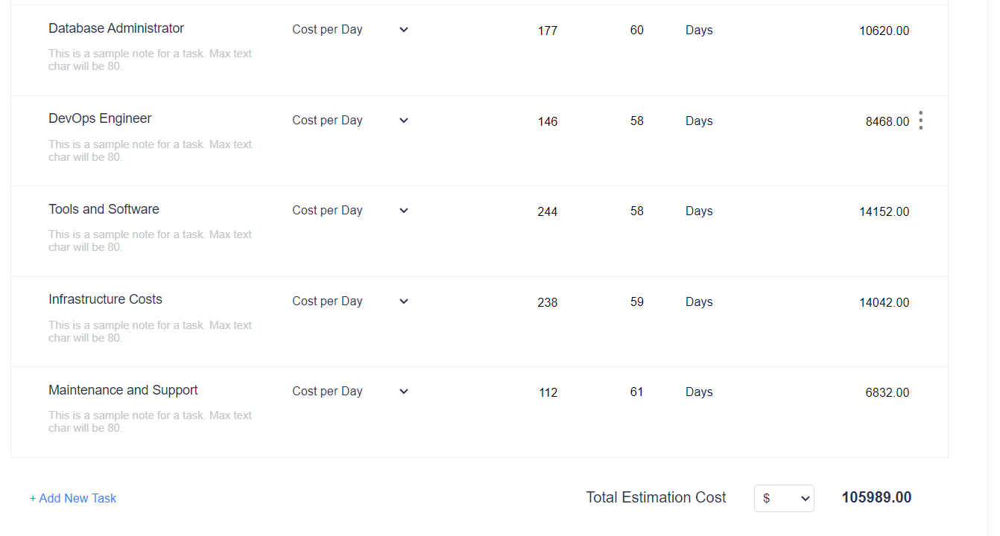 Database Administrator Cost per Day 177 60 Days 10620.00
This is a sample note for a task. Max text
char will be 80.
DevOps Engineer Cost per Day 146 58 Days 8468.00
This is a sample note for a task. Max text
char will be 80.
Tools and Software Cost per Day 244 58 Days 14152.00
This is a sample note for a task. Max text
char will be 80.
Infrastructure Costs Cost per Day 238 59 Days 14042.00
This is a sample note for a task. Max text
char will be 80.
Maintenance and Support Cost per Day 112 61 Days 6832.00
This is a sample note for a task. Max text
char will be 80.
+ Add New Task Total Estimation Cost $ 105989.00